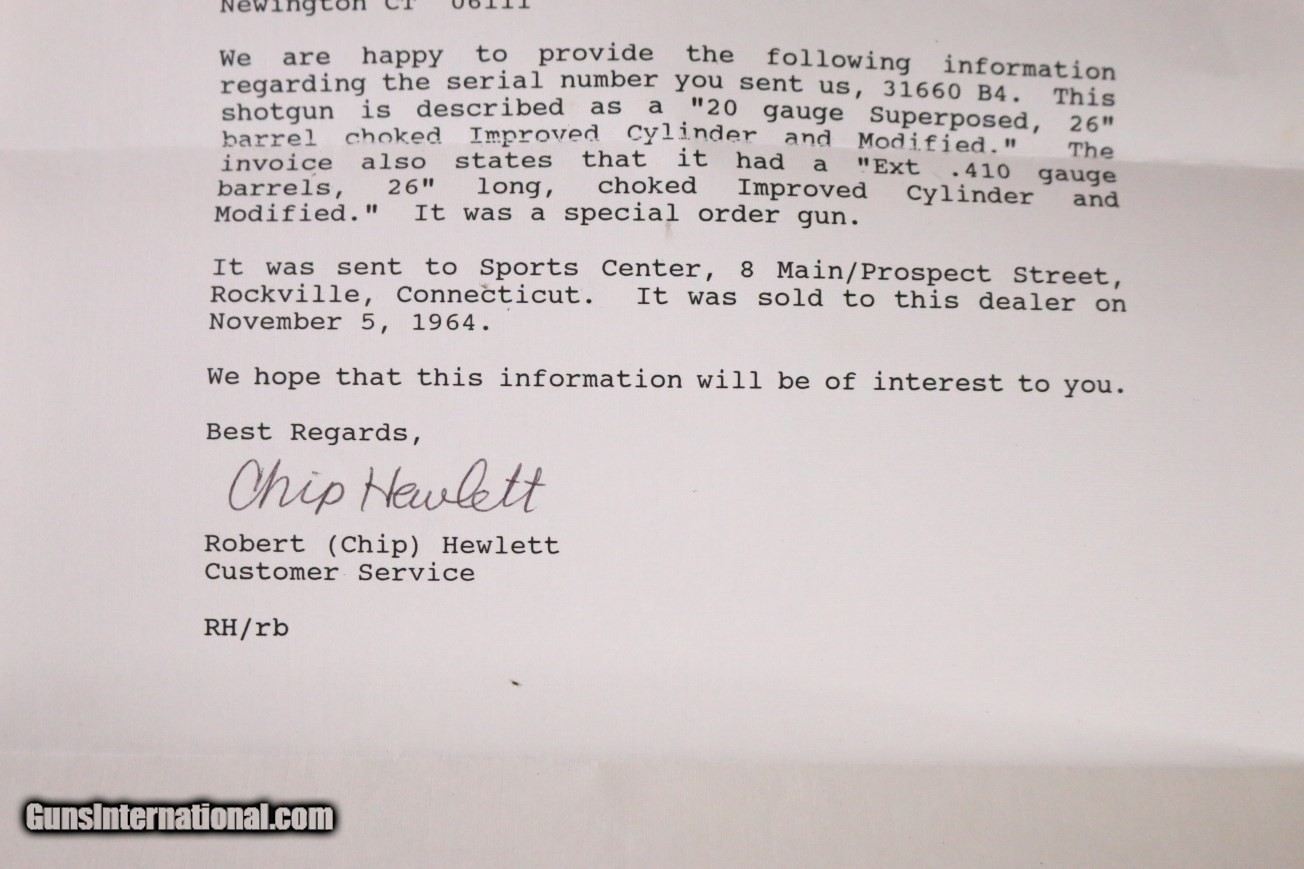 Newington CT 06111
We are happy to provide the following information
regarding the serial number you sent us, 31660 B4. This
shotgun is described as a "20 gauge Superposed, 26"
barrel choked Improved Cylinder and Modified." The
invoice also states that it had a "Ext .410 gauge
barrels, 26" long, choked Improved Cylinder and
Modified." It was a special order gun.
It was sent to Sports Center, 8 Main/Prospect Street,
Rockville, Connecticut. It was sold to this dealer on
November 5, 1964.
We hope that this information will be of interest to you.
Best Regards,
Chip Hewlett
Robert (Chip) Hewlett
Customer Service
RH/rb
GunsInternational.com